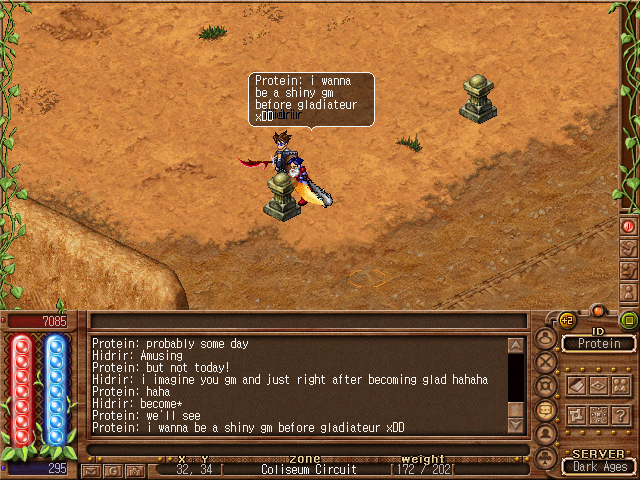 Protein: i wanna
be a shiny gm
before gladiateur
xDD
+2
ID
Protein
7085
Protein: probably some day
Hidrir: Amusing
Protein: but not today!
Hidrir: i imagine you gm and just right after becoming glad hahaha
Protein: haha
Hidrir: become*
Protein: we'll see
Protein: i wanna be a shiny gm before gladiateur xDD
295
x, y
zone
weight
32, 34
Coliseum Circuit
172 / 202
G
?
SERVER
Dark Ages